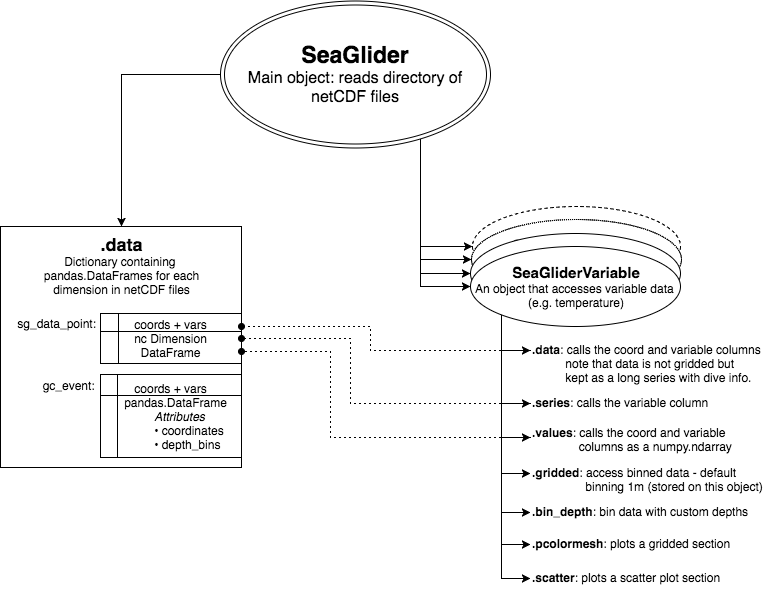 SeaGlider
Main object: reads directory of
netCDF files
.data
Dictionary containing
pandas.DataFrames for each
dimension in netCDF files
sg_data_point:
coords + vars
nc Dimension
DataFrame
gc_event:
coords + vars
pandas.DataFrame
Attributes
• coordinates
• depth_bins
SeaGliderVariable
An object that accesses variable data
(e.g. temperature)
.data: calls the coord and variable columns
note that data is not gridded but
kept as a long series with dive info.
.series: calls the variable column
.values: calls the coord and variable
columns as a numpy.ndarray
.gridded: access binned data - default
binning 1m (stored on this object)
.bin_depth: bin data with custom depths
.pcolormesh: plots a gridded section
.scatter: plots a scatter plot section